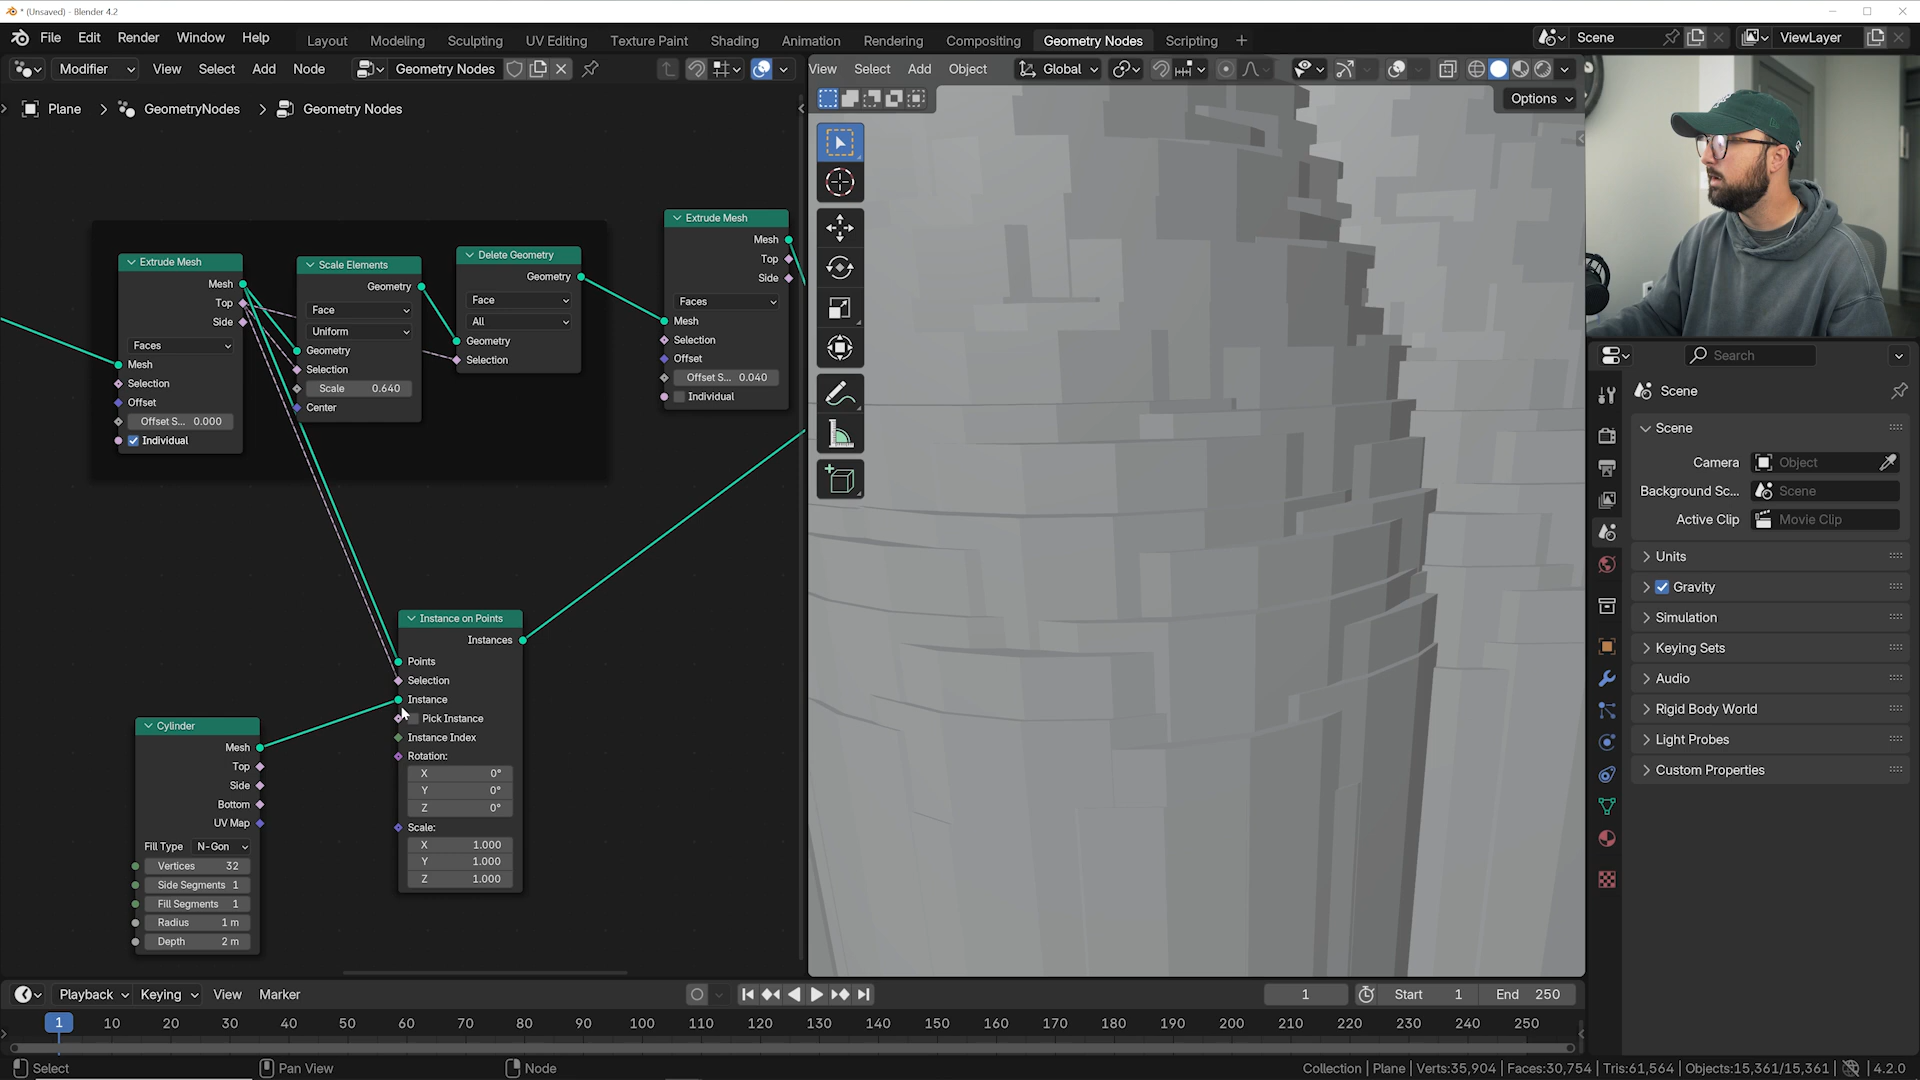 * (Unsaved) - Blender 4.2
File Edit Render Window Help
Layout Modeling Sculpting UV Editing Texture Paint Shading Animation Rendering Compositing Geometry Nodes Scripting +
Scene
ViewLayer
Modifier View Select Add Node Geometry Nodes
View Select Add Object Global
Options
Plane > GeometryNodes > Geometry Nodes
Extrude Mesh
Mesh
Top
Side
Faces
Mesh
Selection
Offset
Offset S... 0.000
Individual
Scale Elements
Geometry
Face
Uniform
Geometry
Selection
Scale 0.640
Center
Delete Geometry
Geometry
Face
All
Geometry
Selection
Extrude Mesh
Mesh
Top
Side
Faces
Mesh
Selection
Offset
Offset S... 0.040
Individual
Instance on Points
Instances
Points
Selection
Instance
Pick Instance
Instance Index
Rotation:
X 0°
Y 0°
Z 0°
Scale:
X 1.000
Y 1.000
Z 1.000
Cylinder
Mesh
Top
Side
Bottom
UV Map
Fill Type N-Gon
Vertices 32
Side Segments 1
Fill Segments 1
Radius 1 m
Depth 2 m
Search
Scene
Scene
Camera Object
Background Sc... Scene
Active Clip Movie Clip
Units
Gravity
Simulation
Keying Sets
Audio
Rigid Body World
Light Probes
Custom Properties
Playback Keying View Marker
1 Start 1 End 250
1 10 20 30 40 50 60 70 80 90 100 110 120 130 140 150 160 170 180 190 200 210 220 230 240 250
Select Pan View Node
Collection | Plane | Verts:35,904 | Faces:30,754 | Tris:61,564 | Objects:15,361/15,361 | 4.2.0